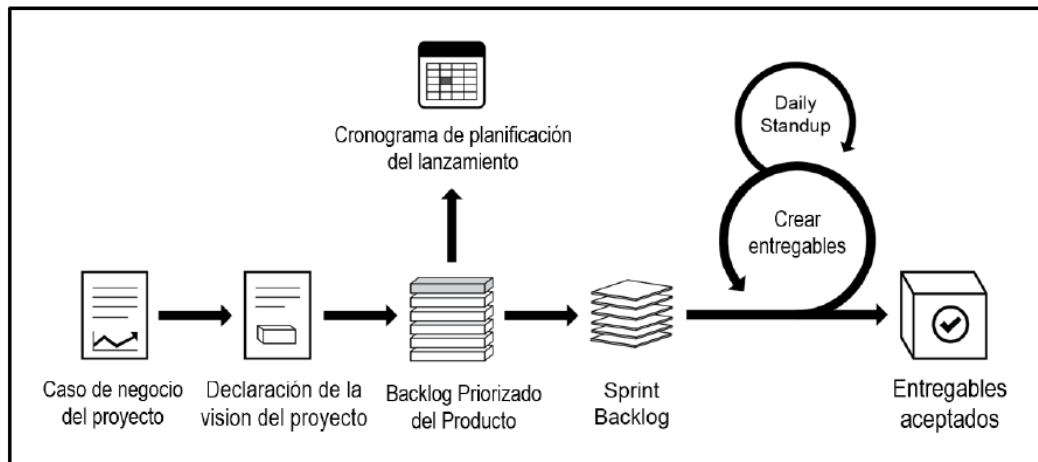 Cronograma de planificación
del lanzamiento
Daily
Standup
Crear
entregables
Caso de negocio
del proyecto
Declaración de la
vision del proyecto
Backlog Priorizado
del Producto
Sprint
Backlog
Entregables
aceptados